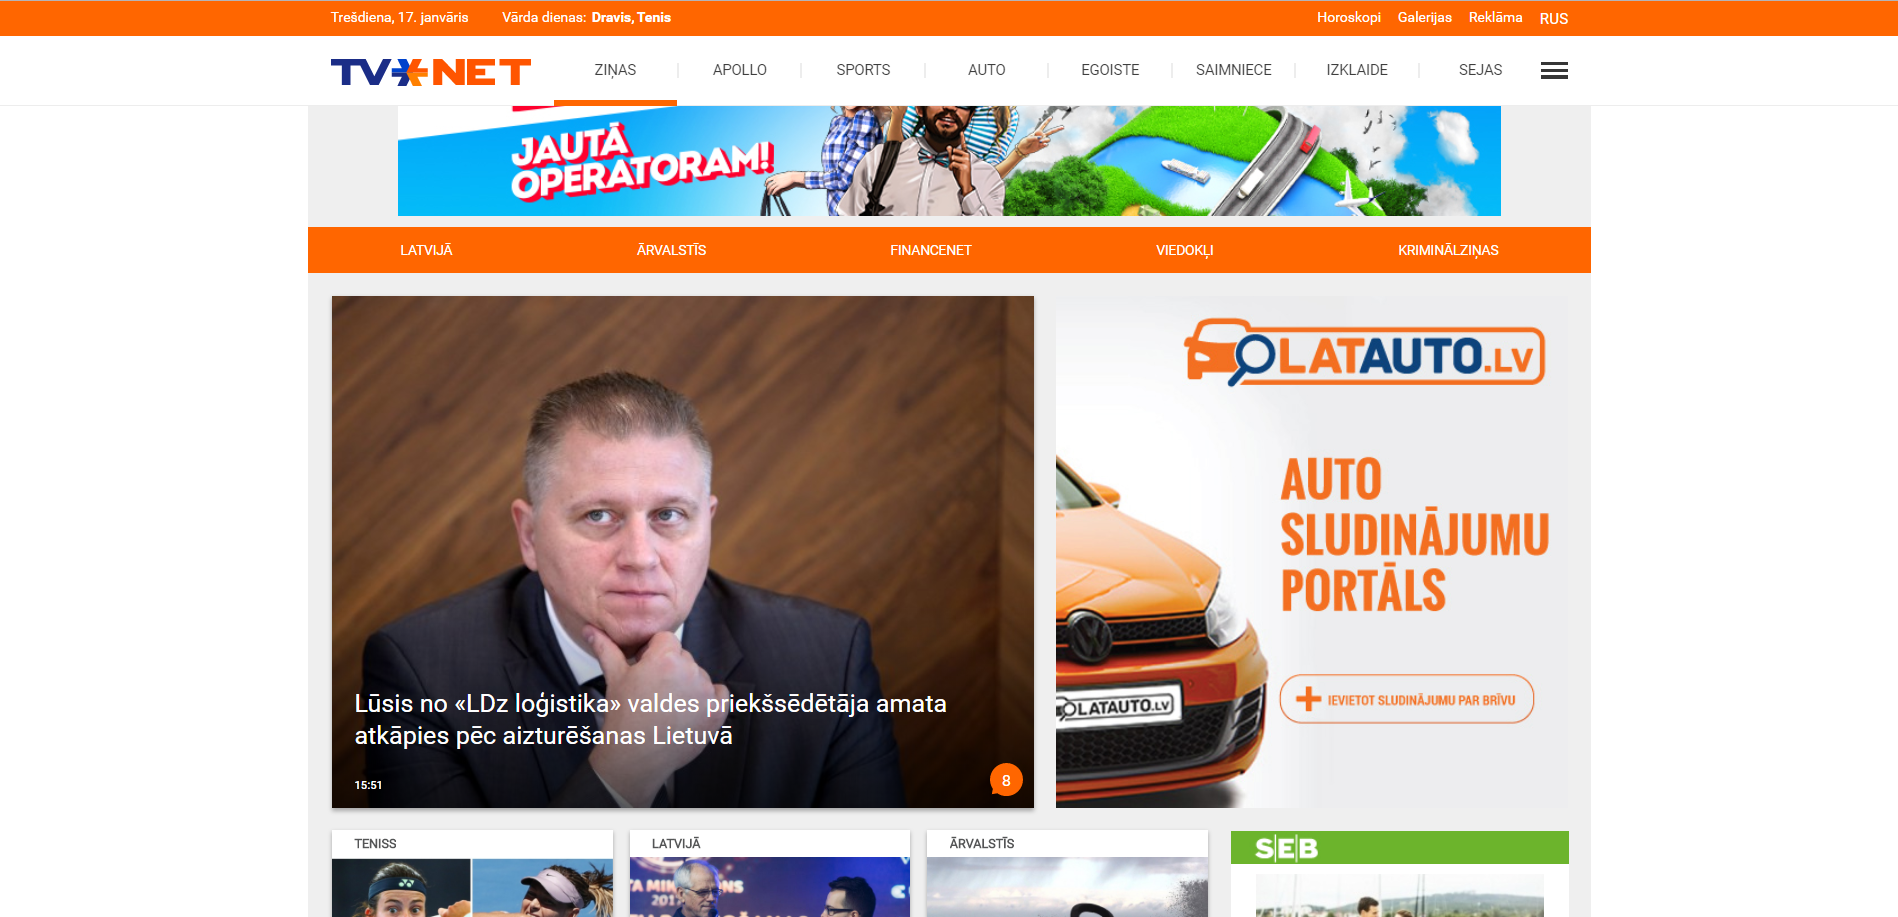 Trešdiena, 17. janvāris Vārda dienas: Dravis, Tenis Horoskopi Galerijas Reklāma RUS
TVNET ZIŅAS APOLLO SPORTS AUTO EGOISTE SAIMNIECE IZKLAIDE SEJAS
JAUTĀ
OPERATORAM!
LATVIJĀ ĀRVALSTĪS FINANCENET VIEDOKĻI KRIMINĀLZIŅAS
LATAUTO.LV
AUTO
SLUDINĀJUMU
PORTĀLS
IEVIETOT SLUDINĀJUMU PAR BRĪVU
LATAUTO.LV
Lūsis no «LDz loģistika» valdes priekšsēdētāja amata
atkāpies pēc aizturēšanas Lietuvā
15:51
8
TENISS LATVIJĀ ĀRVALSTĪS SEB
2017